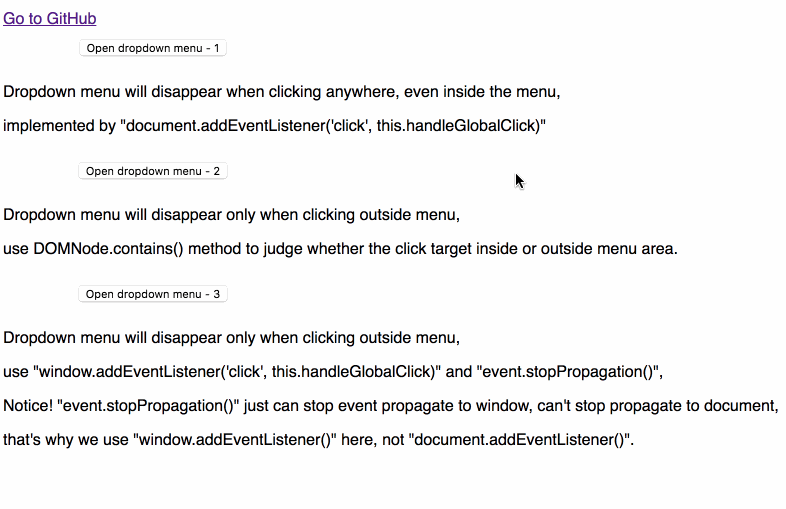 Go to GitHub
Open dropdown menu - 1
Dropdown menu will disappear when clicking anywhere, even inside the menu,
implemented by "document.addEventListener('click', this.handleGlobalClick)"
Open dropdown menu - 2
Dropdown menu will disappear only when clicking outside menu,
use DOMNode.contains() method to judge whether the click target inside or outside menu area.
Open dropdown menu - 3
Dropdown menu will disappear only when clicking outside menu,
use "window.addEventListener('click', this.handleGlobalClick)" and "event.stopPropagation()",
Notice! "event.stopPropagation()" just can stop event propagate to window, can't stop propagate to document,
that's why we use "window.addEventListener()" here, not "document.addEventListener()".